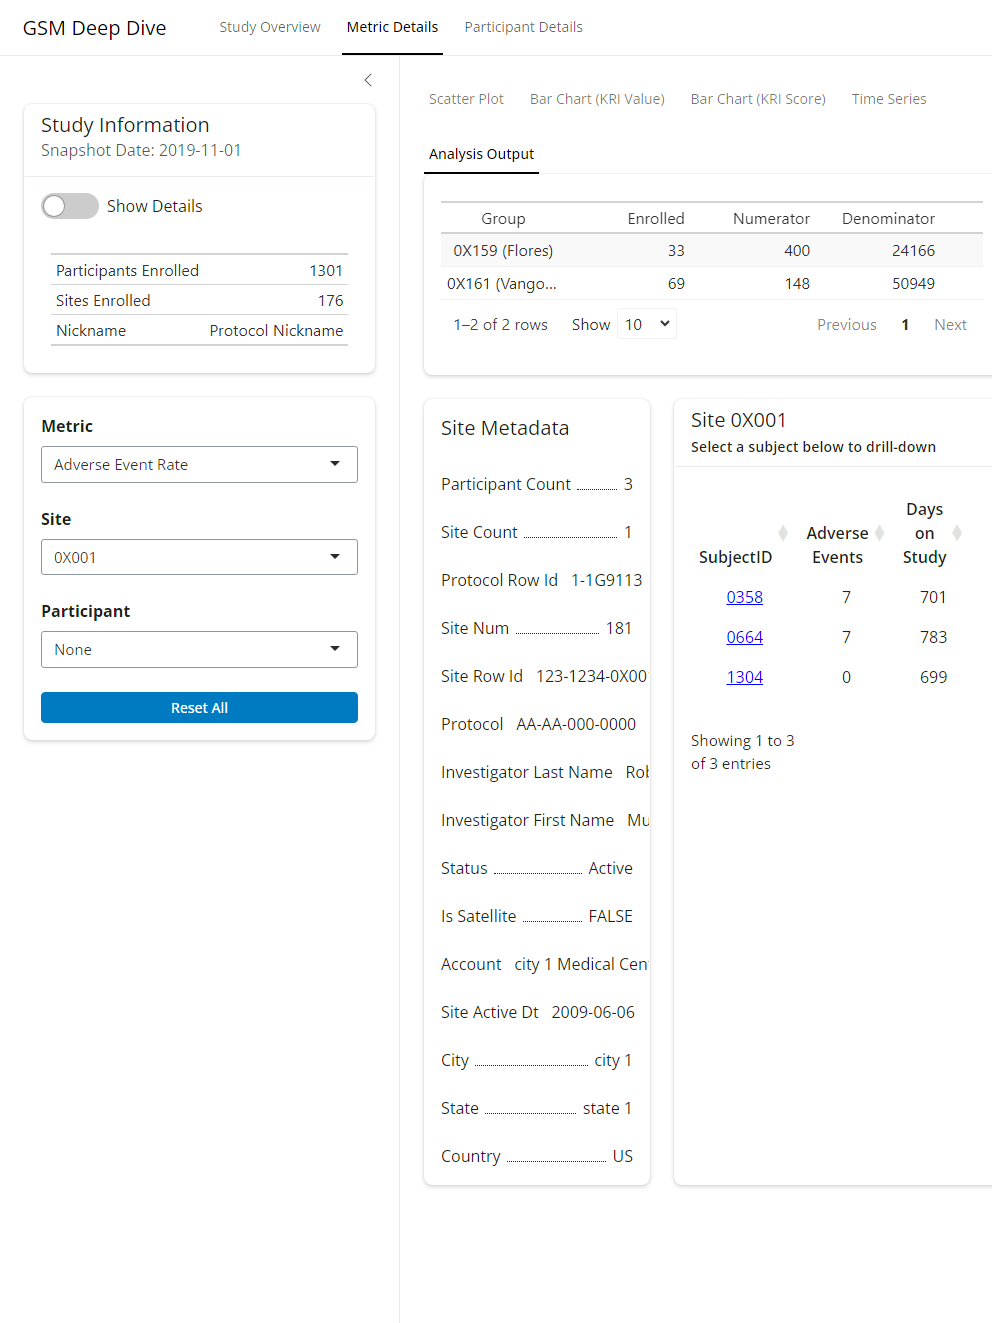 GSM Deep Dive
Study Overview
Metric Details
Participant Details
Study Information
Snapshot Date: 2019-11-01
Show Details
Participants Enrolled 1301
Sites Enrolled 176
Nickname Protocol Nickname
Metric
Adverse Event Rate
Site
0X001
Participant
None
Reset All
Scatter Plot
Bar Chart (KRI Value)
Bar Chart (KRI Score)
Time Series
Analysis Output
Group Enrolled Numerator Denominator
0X159 (Flores) 33 400 24166
0X161 (Vango... 69 148 50949
1–2 of 2 rows Show 10 Previous 1 Next
Site Metadata
Participant Count 3
Site Count 1
Protocol Row Id 1-1G9113
Site Num 181
Site Row Id 123-1234-0X00
Protocol AA-AA-000-0000
Investigator Last Name Rob
Investigator First Name Mu
Status Active
Is Satellite FALSE
Account city 1 Medical Cen
Site Active Dt 2009-06-06
City city 1
State state 1
Country US
Site 0X001
Select a subject below to drill-down
SubjectID Adverse Events Days on Study
0358 7 701
0664 7 783
1304 0 699
Showing 1 to 3
of 3 entries